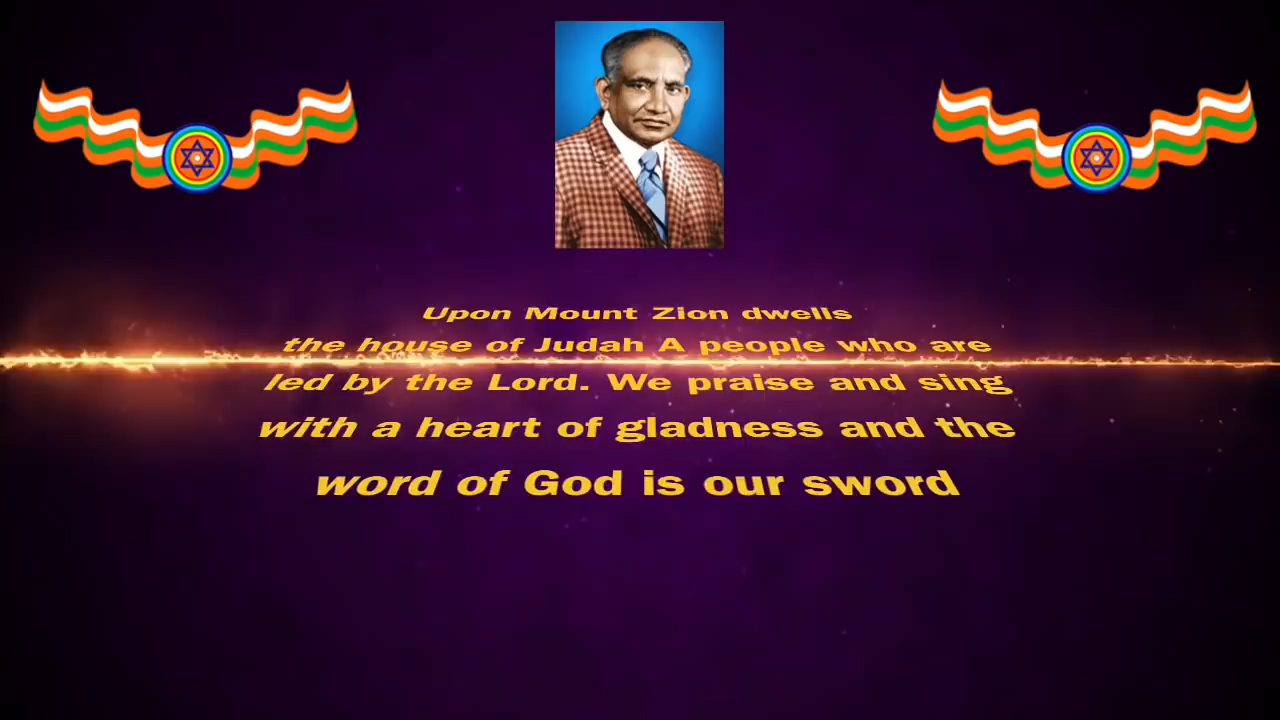 Upon Mount Zion dwells
the house of Judah A people who are
led by the Lord. We praise and sing
with a heart of gladness and the
word of God is our sword